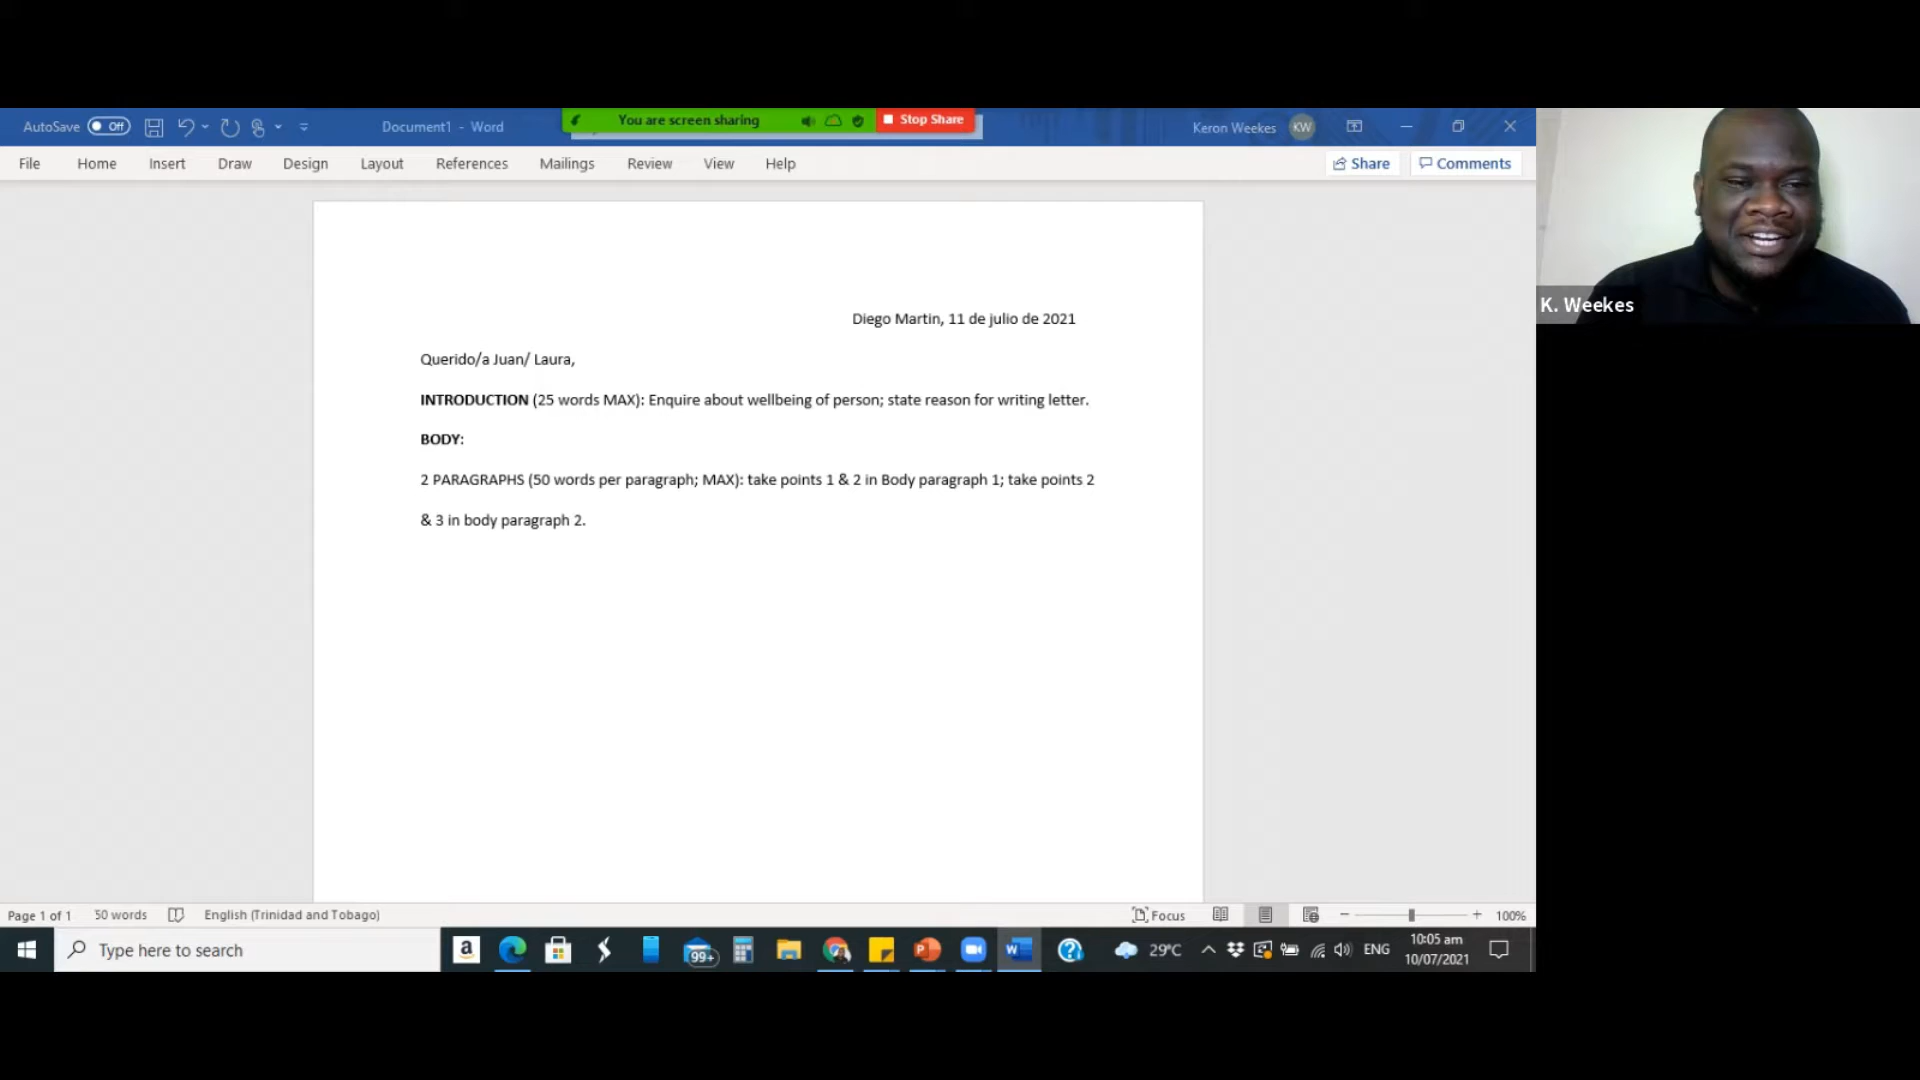 AutoSave Off Document1 - Word You are screen sharing Stop Share Keron Weekes KW
File Home Insert Draw Design Layout References Mailings Review View Help Share Comments
K. Weekes
Diego Martin, 11 de julio de 2021
Querido/a Juan/ Laura,
INTRODUCTION (25 words MAX): Enquire about wellbeing of person; state reason for writing letter.
BODY:
2 PARAGRAPHS (50 words per paragraph; MAX): take points 1 & 2 in Body paragraph 1; take points 2
& 3 in body paragraph 2.
Page 1 of 1 50 words English (Trinidad and Tobago) Focus 100%
Type here to search a 99+ 29°C ENG 10:05 am
10/07/2021